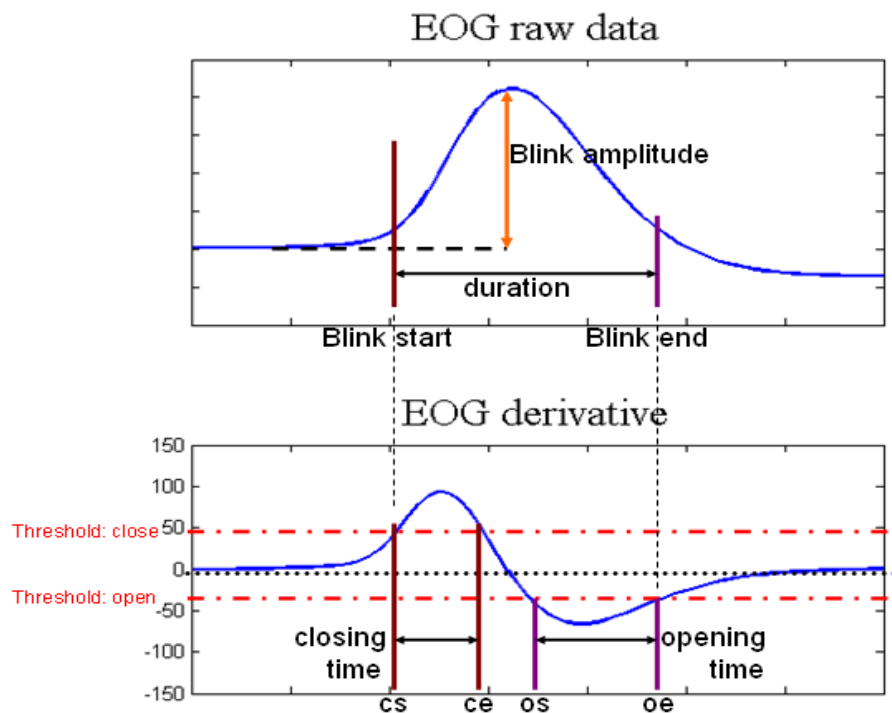 EOG raw data
Blink amplitude
duration
Blink start
Blink end
EOG derivative
150
100
Threshold: close
50
0
Threshold: open
-50
closing
time
opening
time
-100
-150
cs
ce
os
oe